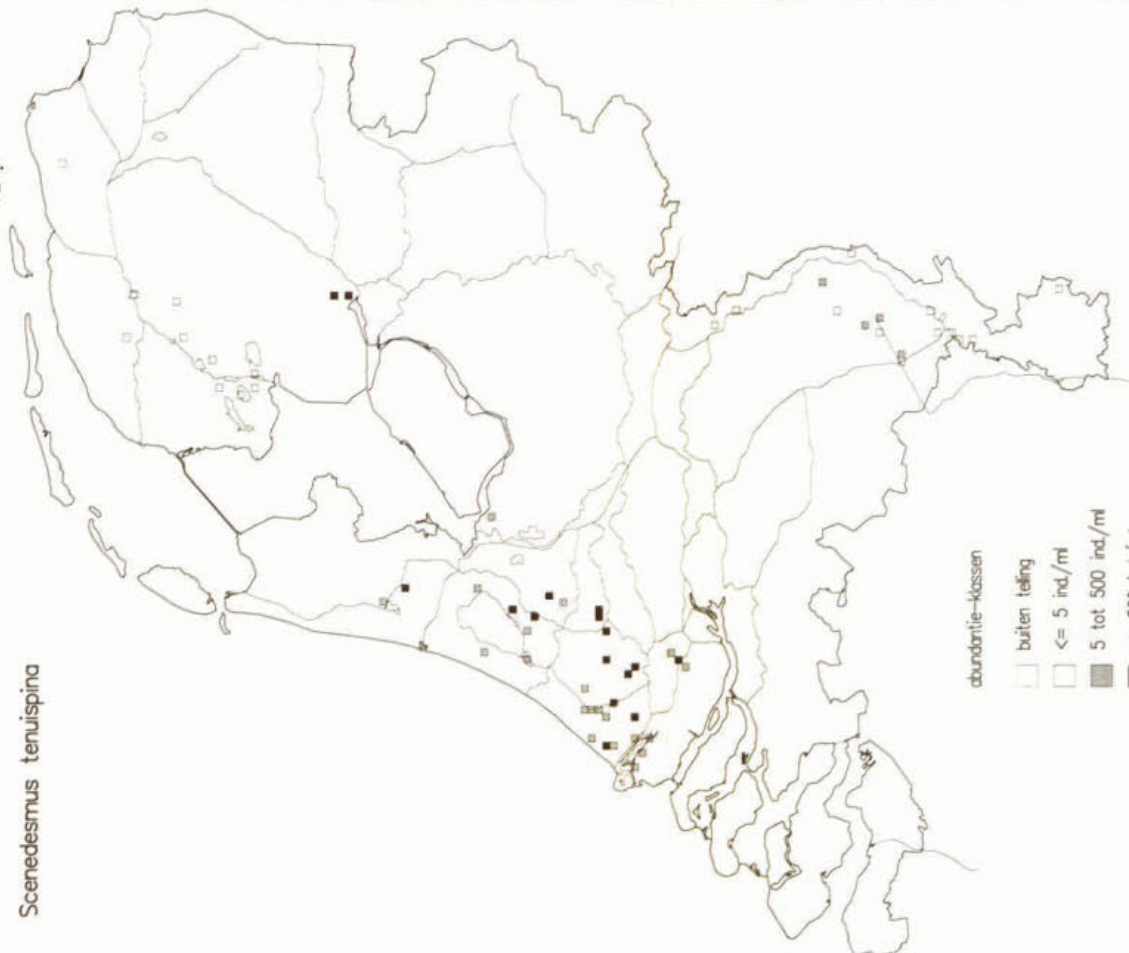 Scenedesmus tenuispina
abundantie-klassen
buiten telling
<= 5 ind./ml
5 tot 500 ind./ml